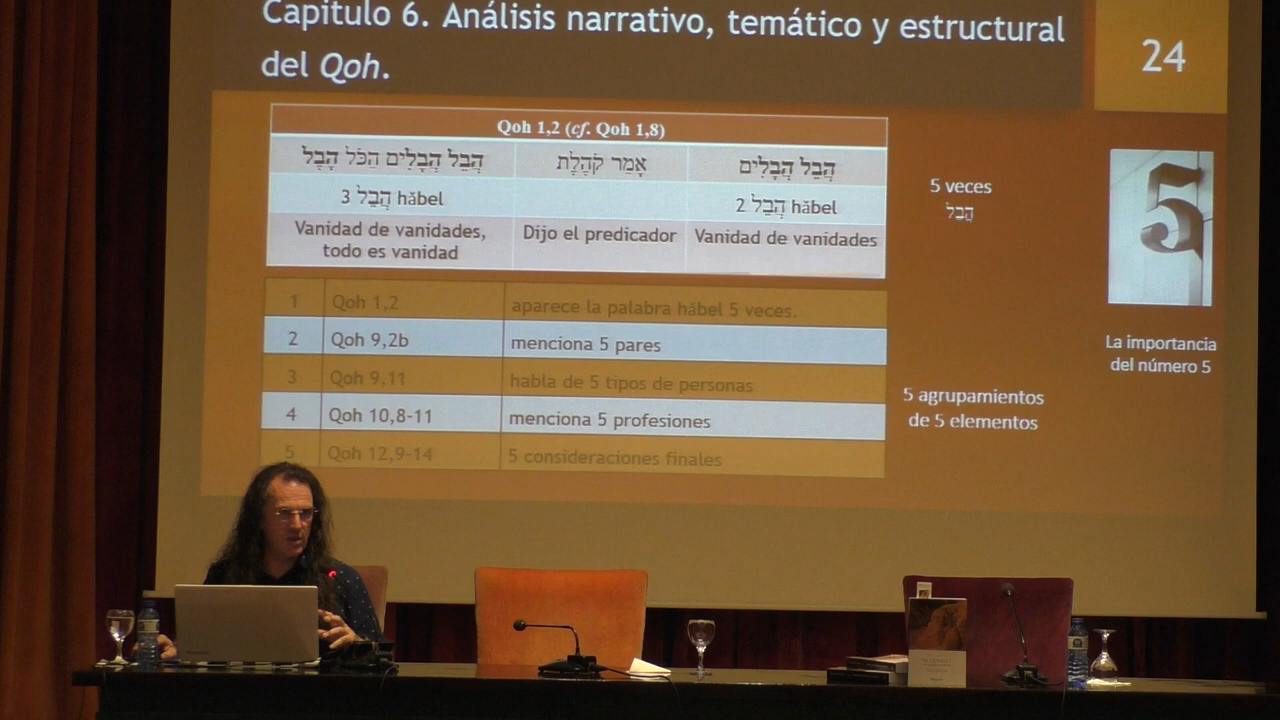 Capítulo 6. Análisis narrativo, temático y estructural
del Qoh.
24
Qoh 1,2 (cf. Qoh 1,8)
הֲבֵל הֲבָלִים הַכֹּל הָבֶל
אָמַר קֹהֶלֶת
הֲבֵל הֲבָלִים
3 הֲבֵל hăbel
2 הֲבֵל hăbel
Vanidad de vanidades,
todo es vanidad
Dijo el predicador
Vanidad de vanidades
5 veces
הֲבֵל
5
La importancia
del número 5
1 Qoh 1,2 aparece la palabra hăbel 5 veces.
2 Qoh 9,2b menciona 5 pares
3 Qoh 9,11 habla de 5 tipos de personas
4 Qoh 10,8-11 menciona 5 profesiones
5 Qoh 12,9-14 5 consideraciones finales
5 agrupamientos
de 5 elementos